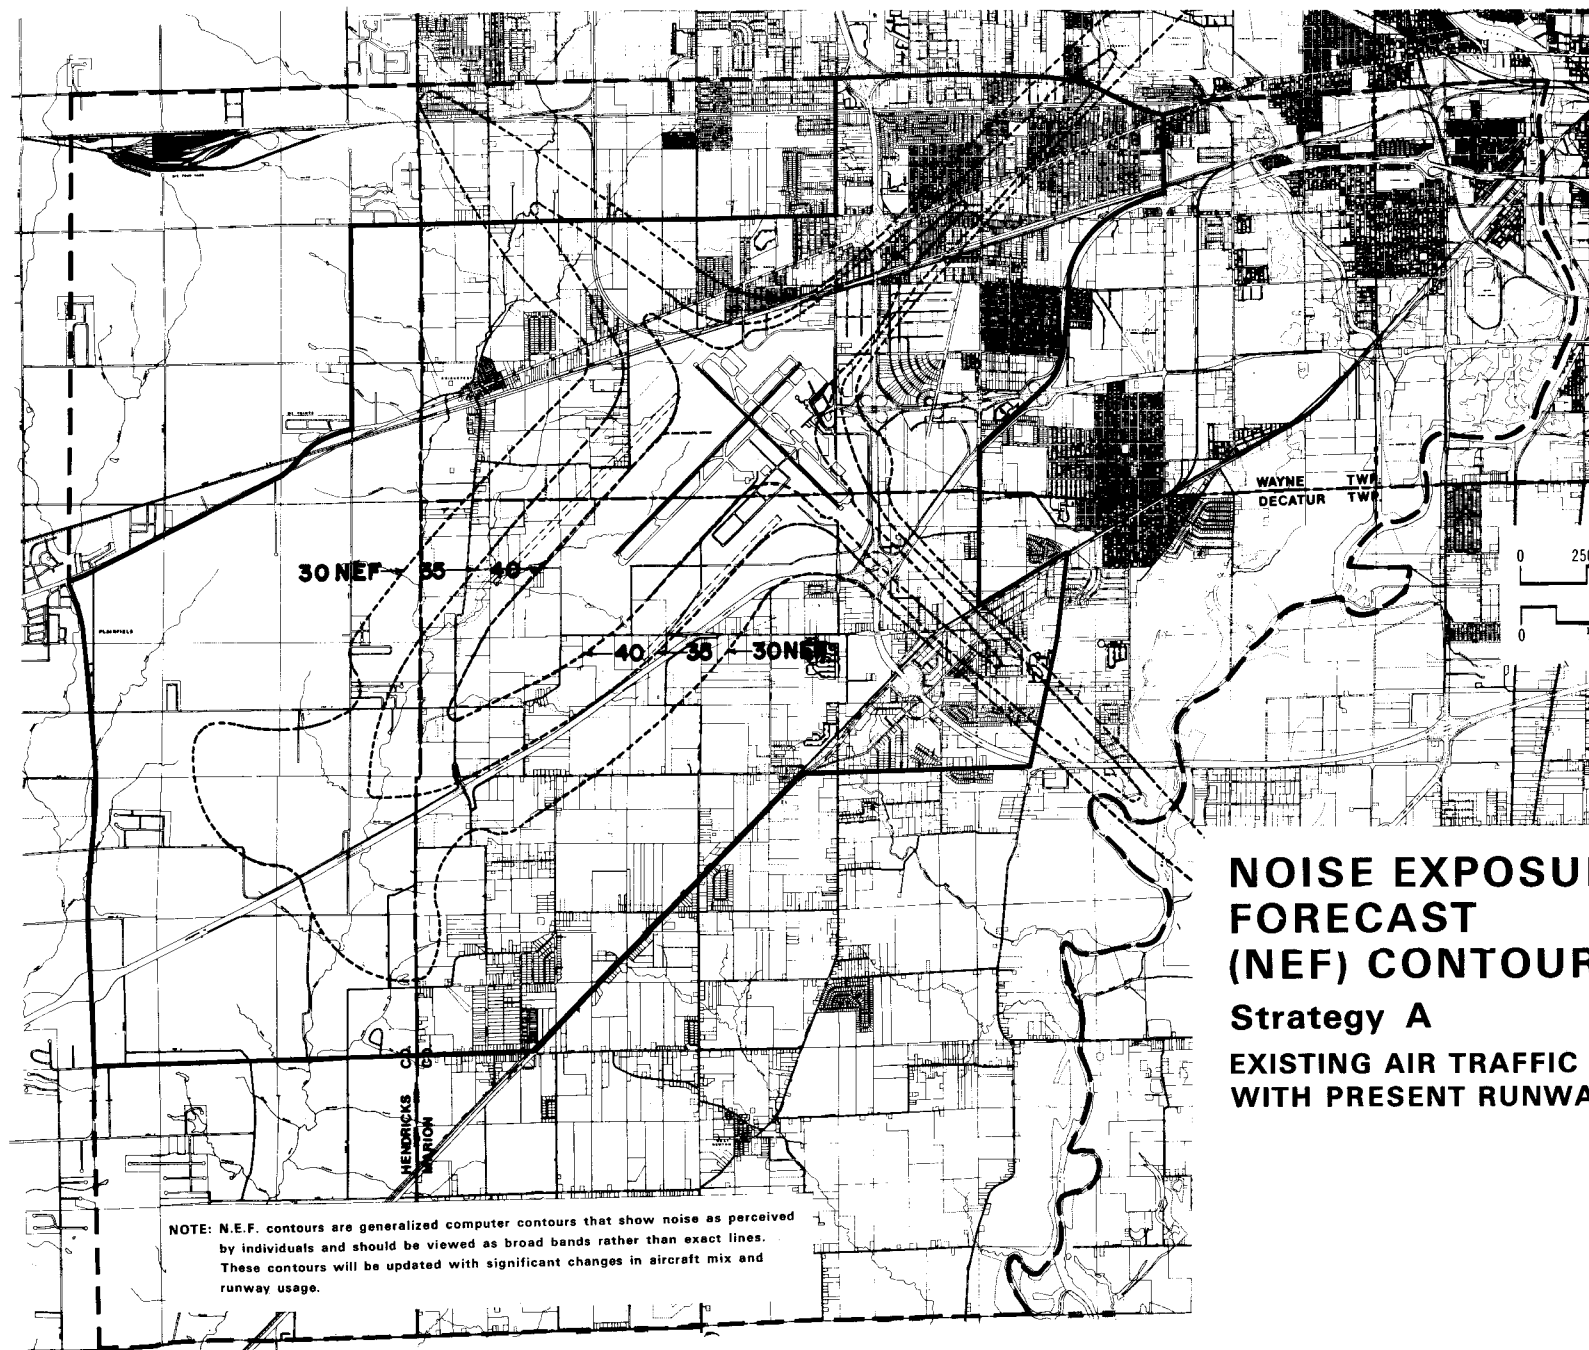 WAYNE TWP
DECATUR TWP
30 NEF 35 40
40 35 30 NEF
PLAINFIELD
0 250
0
HENDRICKS CO.
MARION CO.
NOISE EXPOSU
FORECAST
(NEF) CONTOUR
Strategy A
EXISTING AIR TRAFFIC
WITH PRESENT RUNWA
NOTE: N.E.F. contours are generalized computer contours that show noise as perceived
by individuals and should be viewed as broad bands rather than exact lines.
These contours will be updated with significant changes in aircraft mix and
runway usage.